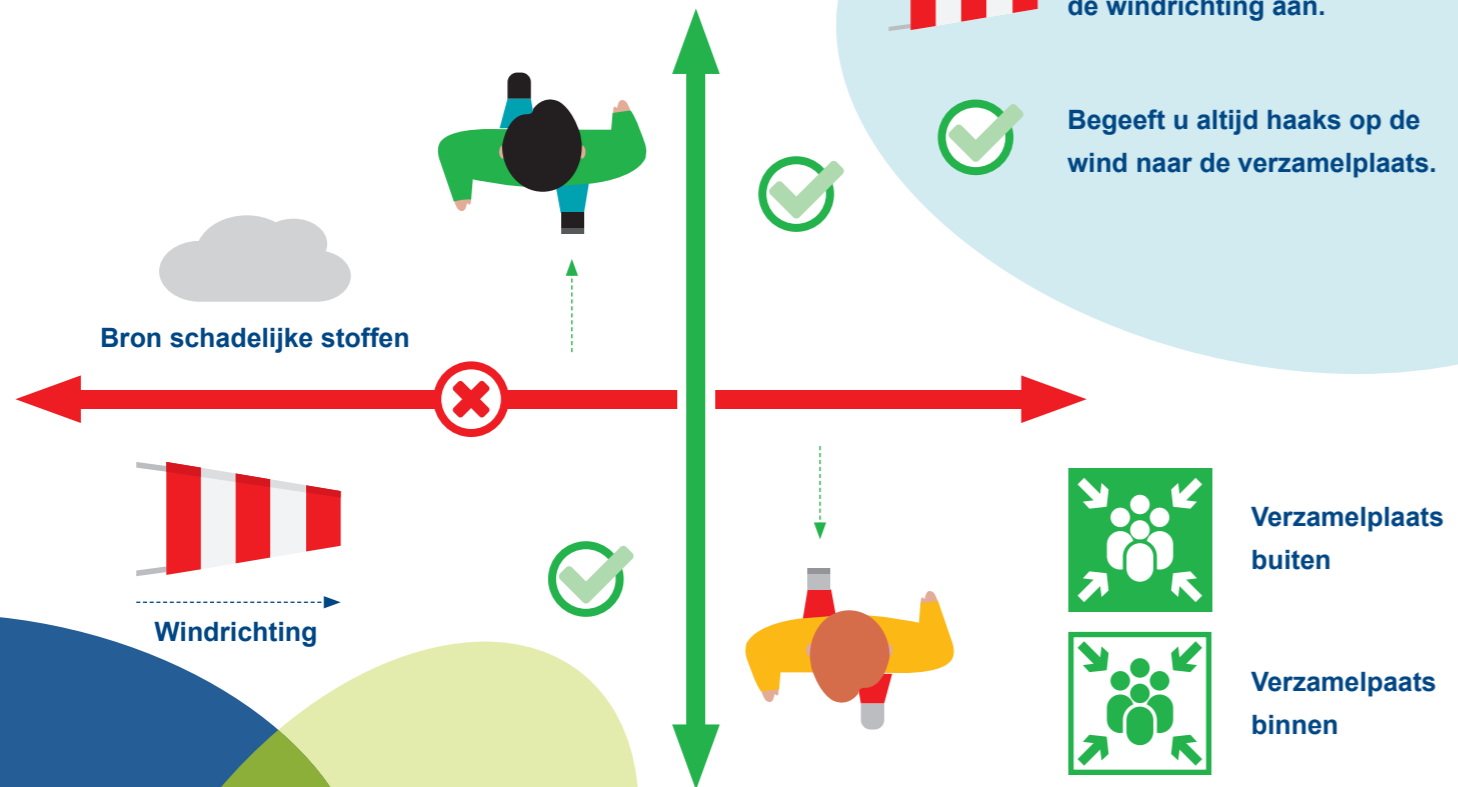 de windrichting aan.
Begeeft u altijd haaks op de
wind naar de verzamelplaats.
Bron schadelijke stoffen
Windrichting
Verzamelplaats
buiten
Verzamelpaats
binnen